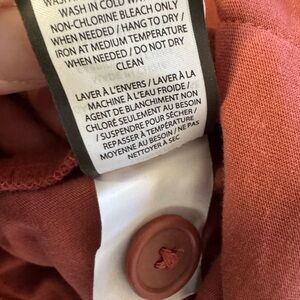 WASH IN COLD WA
NON-CHLORINE BLEACH ONLY
WHEN NEEDED / HANG TO DRY /
IRON AT MEDIUM TEMPERATURE
WHEN NEEDED / DO NOT DRY
CLEAN
LAVER À L'ENVERS / LAVER À LA
MACHINE À L'EAU FROIDE /
AGENT DE BLANCHIMENT NON
CHLORÉ SEULEMENT AU BESOIN
/ SUSPENDRE POUR SÉCHER /
REPASSER À TEMPÉRATURE
MOYENNE AU BESOIN / NE PAS
NETTOYER À SEC